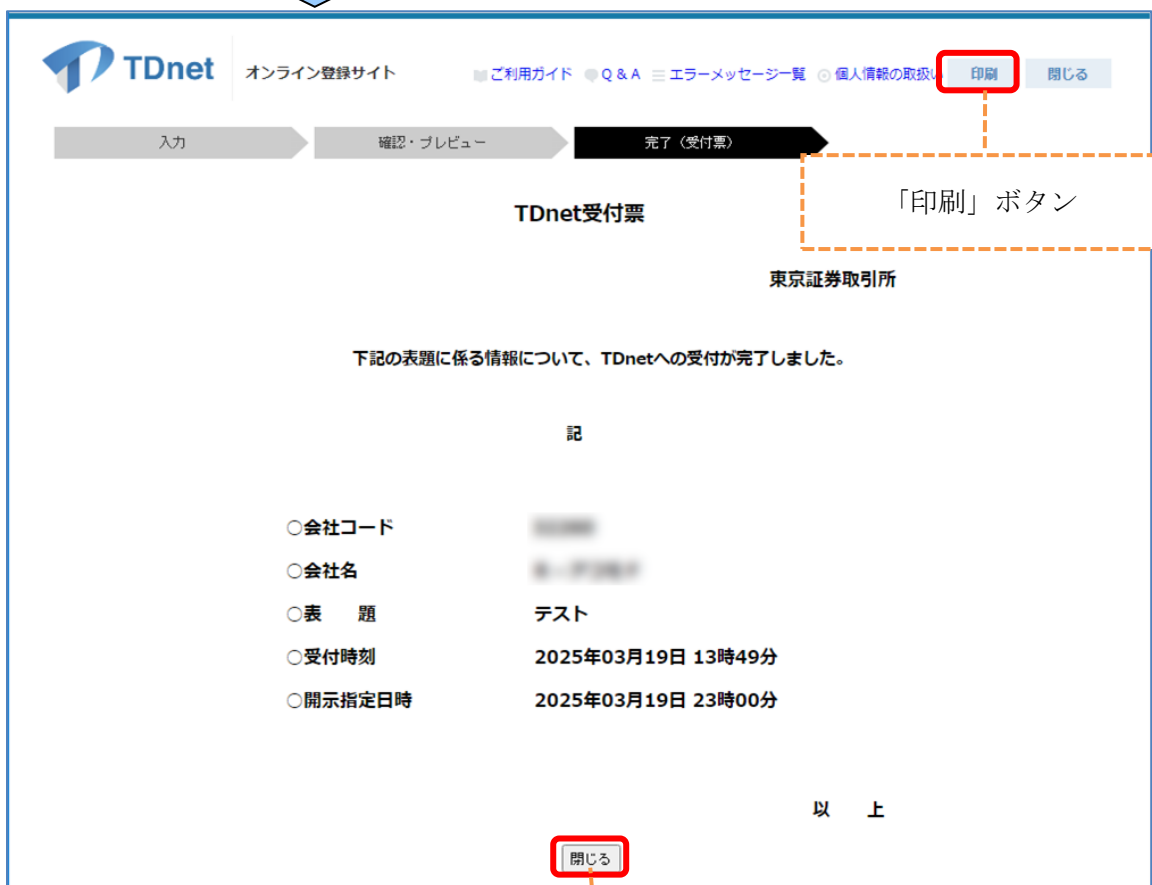 TDnet オンライン登録サイト ご利用ガイド Q & A エラーメッセージ一覧 個人情報の取扱い 印刷 閉じる
入力 確認・プレビュー 完了（受付票）
「印刷」ボタン
TDnet受付票
東京証券取引所
下記の表題に係る情報について、TDnetへの受付が完了しました。
記
○会社コード
○会社名
○表　題 テスト
○受付時刻 2025年03月19日 13時49分
○開示指定日時 2025年03月19日 23時00分
以　上
閉じる